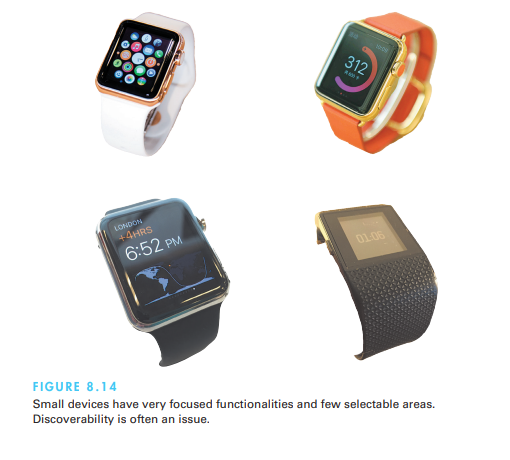 312
LONDON
+4HRS
6:52 PM
01:06
FIGURE 8.14
Small devices have very focused functionalities and few selectable areas.
Discoverability is often an issue.